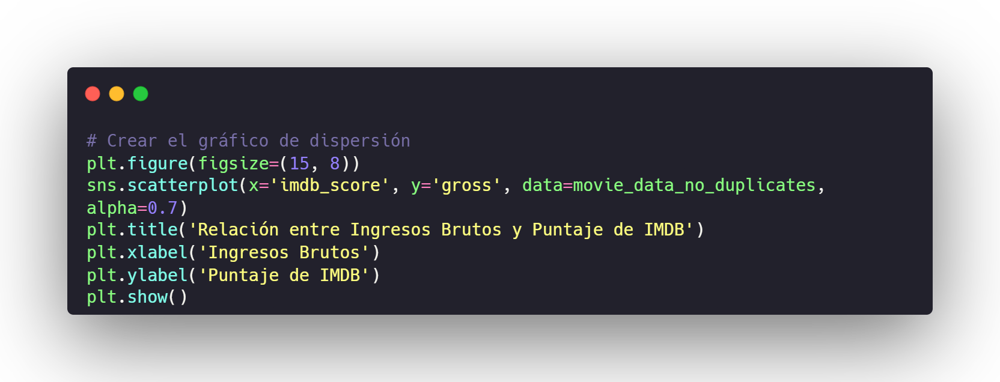 # Crear el gráfico de dispersión
plt.figure(figsize=(15, 8))
sns.scatterplot(x='imdb_score', y='gross', data=movie_data_no_duplicates,
alpha=0.7)
plt.title('Relación entre Ingresos Brutos y Puntaje de IMDB')
plt.xlabel('Ingresos Brutos')
plt.ylabel('Puntaje de IMDB')
plt.show()